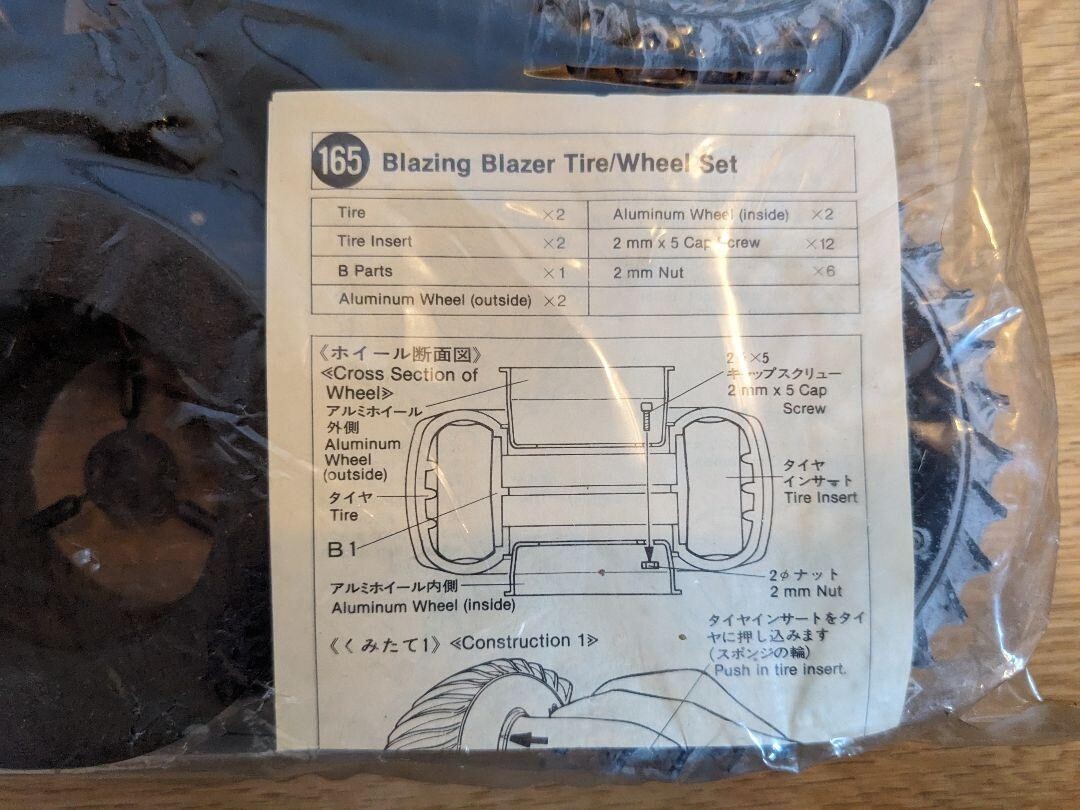 165 Blazing Blazer Tire/Wheel Set
Tire ×2 Aluminum Wheel (inside) ×2
Tire Insert ×2 2 mm x 5 Cap Screw ×12
B Parts ×1 2 mm Nut ×6
Aluminum Wheel (outside) ×2
《ホイール断面図》
≪Cross Section of
Wheel≫
アルミホイール
外側
Aluminum
Wheel
(outside)
タイヤ
Tire
B1
アルミホイール内側
Aluminum Wheel (inside)
2φ×5
キャップスクリュー
2 mm x 5 Cap
Screw
タイヤ
インサート
Tire Insert
2φナット
2 mm Nut
《くみたて1》≪Construction 1≫
タイヤインサートをタイ
ヤに押し込みます
(スポンジの輪)
Push in tire insert.